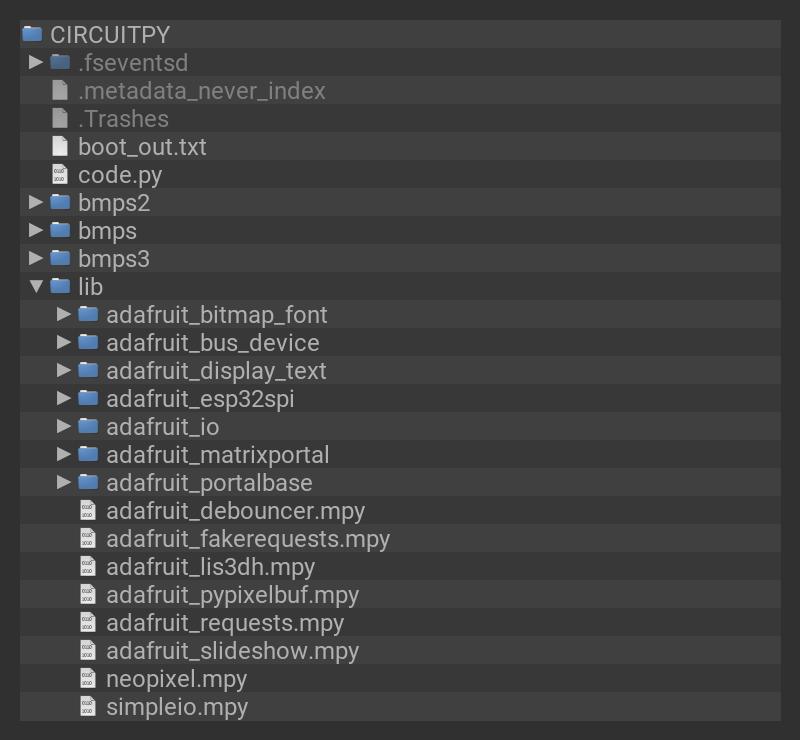 CIRCUITPY
.fseventsd
.metadata_never_index
.Trashes
boot_out.txt
code.py
bmps2
bmps
bmps3
lib
adafruit_bitmap_font
adafruit_bus_device
adafruit_display_text
adafruit_esp32spi
adafruit_io
adafruit_matrixportal
adafruit_portalbase
adafruit_debouncer.mpy
adafruit_fakerequests.mpy
adafruit_lis3dh.mpy
adafruit_pypixelbuf.mpy
adafruit_requests.mpy
adafruit_slideshow.mpy
neopixel.mpy
simpleio.mpy